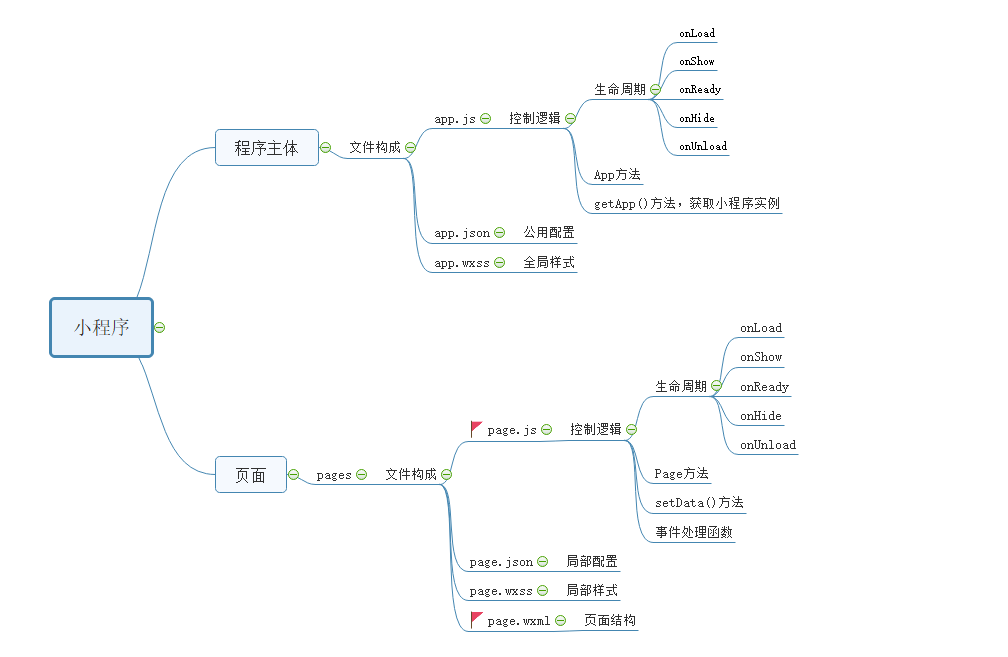 小程序
程序主体
文件构成
app.js
控制逻辑
生命周期
onLoad
onShow
onReady
onHide
onUnload
App方法
getApp()方法，获取小程序实例
app.json
公用配置
app.wxss
全局样式
页面
pages
文件构成
page.js
控制逻辑
生命周期
onLoad
onShow
onReady
onHide
onUnload
Page方法
setData()方法
事件处理函数
page.json
局部配置
page.wxss
局部样式
page.wxml
页面结构